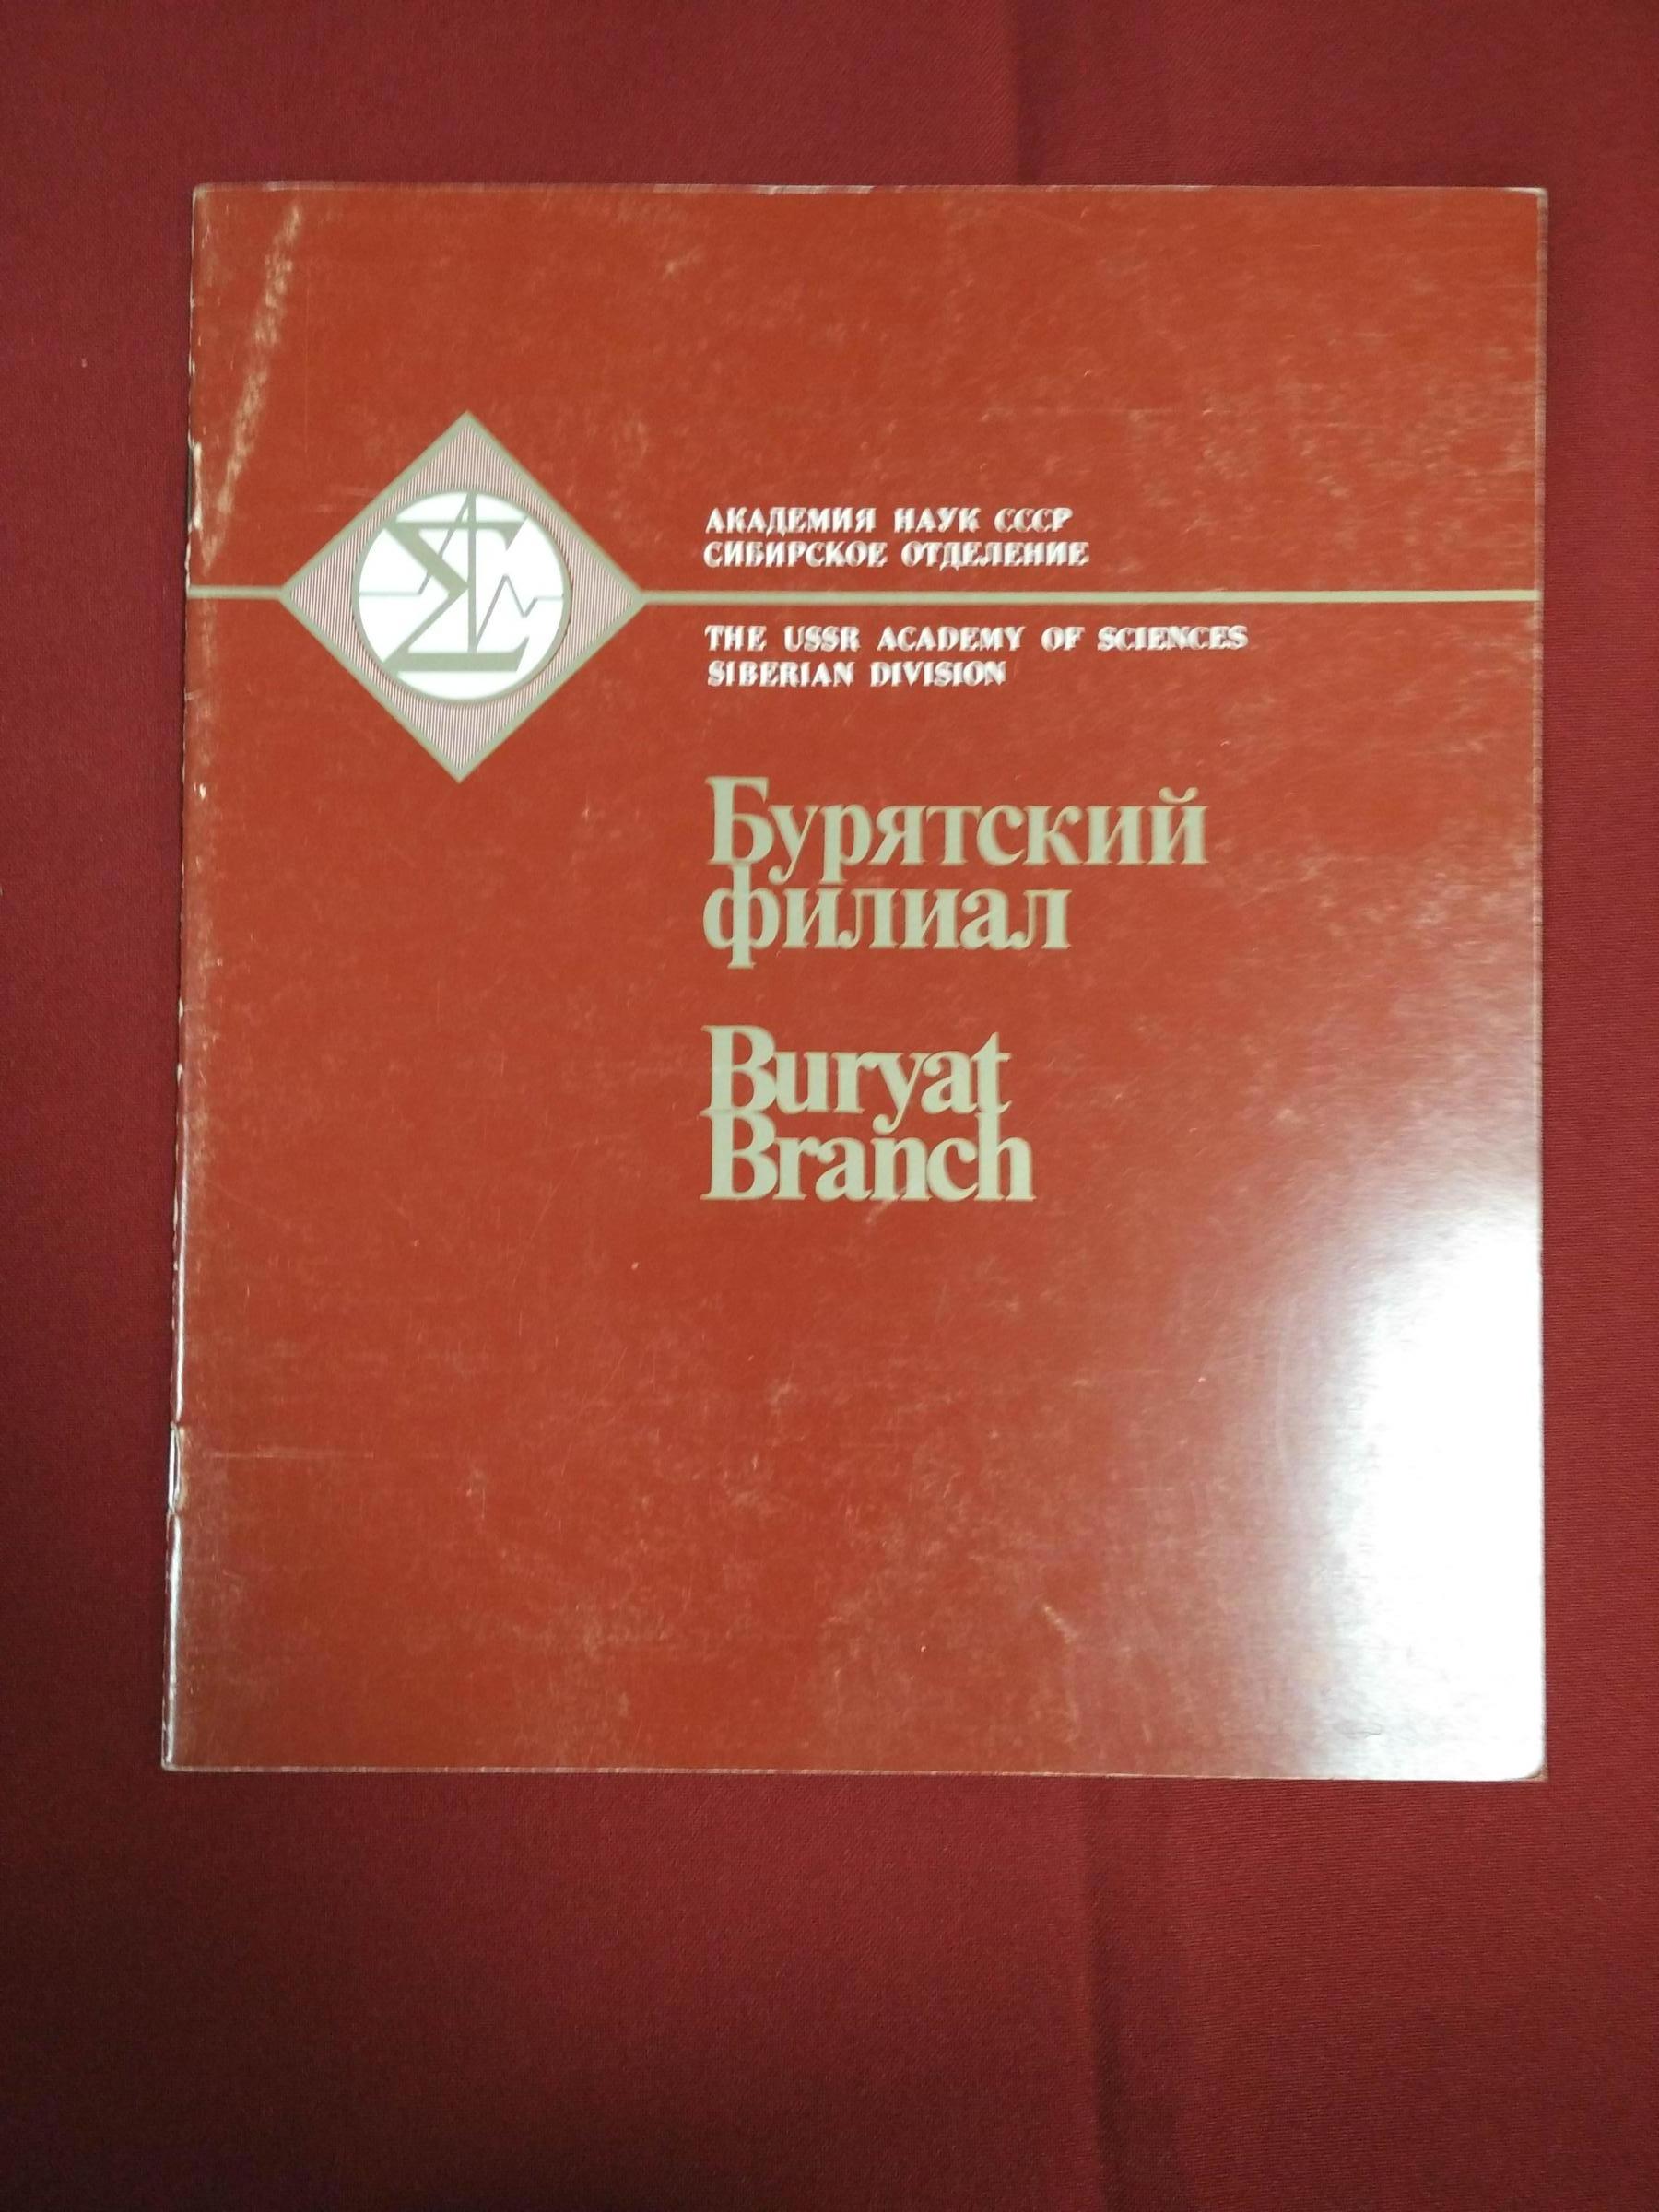 АКАДЕМИЯ НАУК СССР
СИБИРСКОЕ ОТДЕЛЕНИЕ
THE USSR ACADEMY OF SCIENCES
SIBERIAN DIVISION
Бурятский
филиал
Buryat
Branch